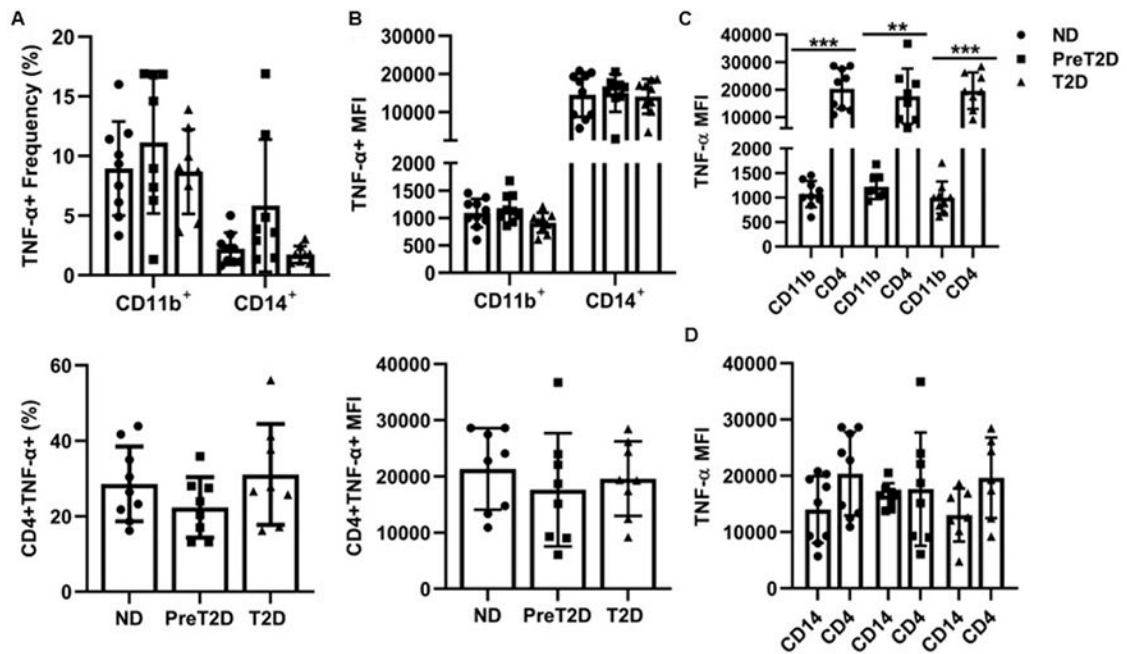 A
TNF-α+ Frequency (%)
20
15
10
5
0
CD11b+
CD14+
B
TNF-α+ MFI
30000
20000
10000
2000
1500
1000
500
0
CD11b+
CD14+
C
TNF-α MFI
40000
30000
20000
10000
2000
1500
1000
500
0
***
**
***
CD11b
CD4
CD11b
CD4
CD11b
CD4
ND
PreT2D
T2D
CD4+TNF-α+ (%)
60
40
20
0
ND
PreT2D
T2D
CD4+TNF-α+ MFI
40000
30000
20000
10000
0
ND
PreT2D
T2D
D
TNF-α MFI
40000
30000
20000
10000
0
CD14
CD4
CD14
CD4
CD14
CD4